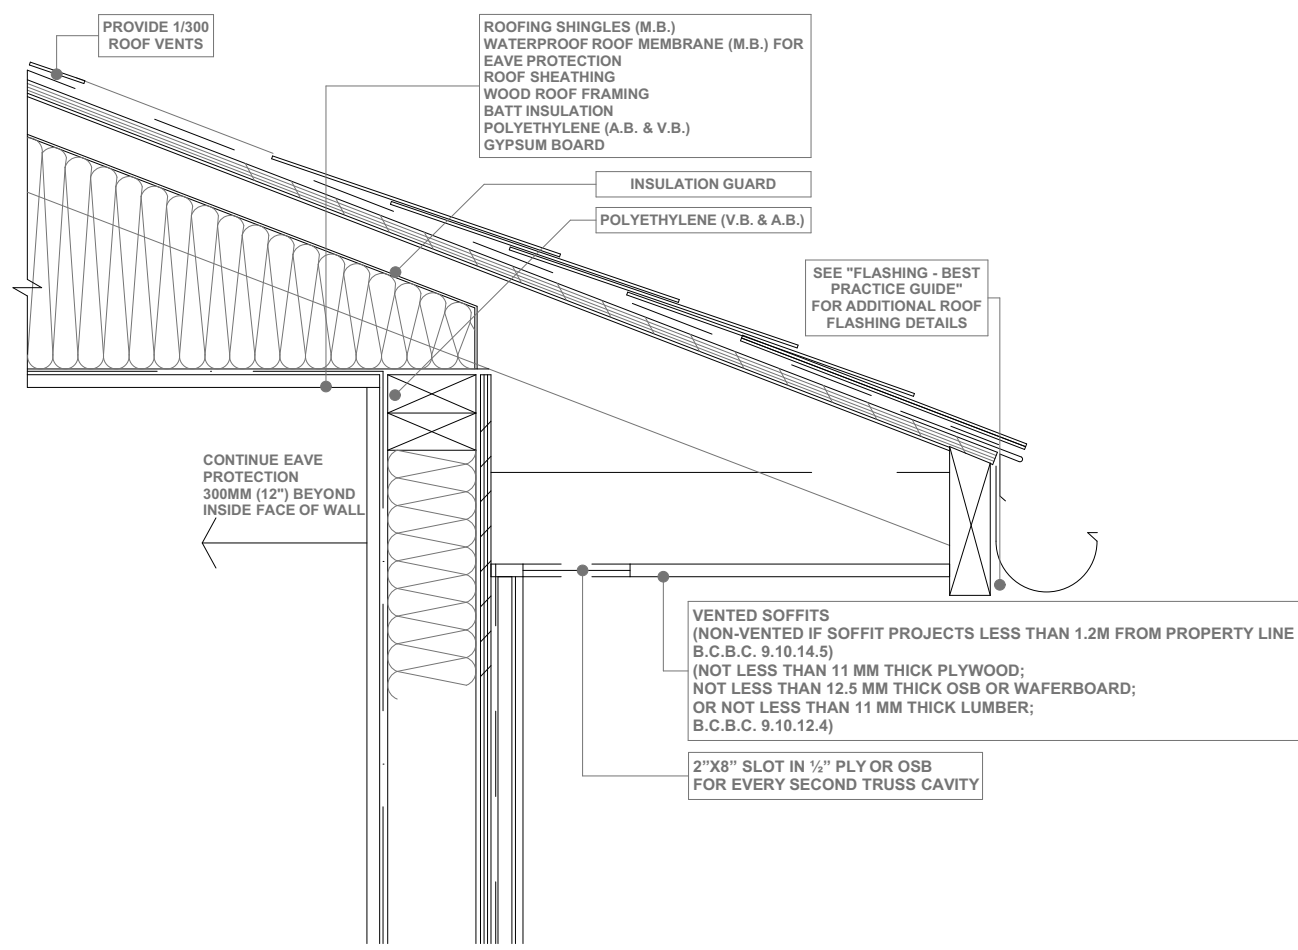 PROVIDE 1/300
ROOF VENTS
ROOFING SHINGLES (M.B.)
WATERPROOF ROOF MEMBRANE (M.B.) FOR
EAVE PROTECTION
ROOF SHEATHING
WOOD ROOF FRAMING
BATT INSULATION
POLYETHYLENE (A.B. & V.B.)
GYPSUM BOARD
INSULATION GUARD
POLYETHYLENE (V.B. & A.B.)
SEE "FLASHING - BEST
PRACTICE GUIDE"
FOR ADDITIONAL ROOF
FLASHING DETAILS
CONTINUE EAVE
PROTECTION
300MM (12") BEYOND
INSIDE FACE OF WALL
VENTED SOFFITS
(NON-VENTED IF SOFFIT PROJECTS LESS THAN 1.2M FROM PROPERTY LINE
B.C.B.C. 9.10.14.5)
(NOT LESS THAN 11 MM THICK PLYWOOD;
NOT LESS THAN 12.5 MM THICK OSB OR WAFERBOARD;
OR NOT LESS THAN 11 MM THICK LUMBER;
B.C.B.C. 9.10.12.4)
2”X8” SLOT IN ½” PLY OR OSB
FOR EVERY SECOND TRUSS CAVITY